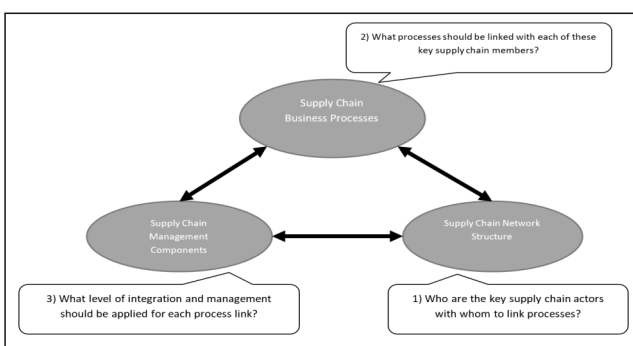 2) What processes should be linked with each of these
key supply chain members?
Supply Chain
Business Processes
Supply Chain
Management
Components
Supply Chain Network
Structure
3) What level of integration and management
should be applied for each process link?
1) Who are the key supply chain actors
with whom to link processes?